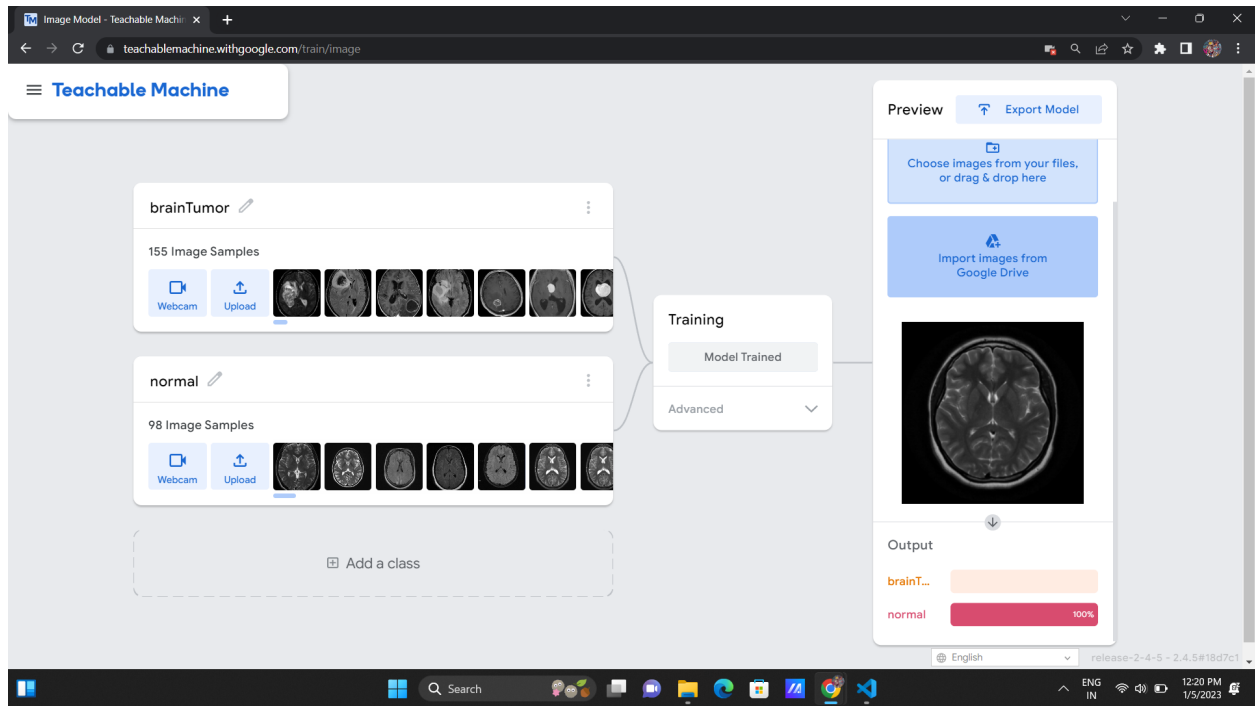 Image Model - Teachable Machin
teachablemachine.withgoogle.com/train/image
Teachable Machine
Preview
Export Model
Choose images from your files,
or drag & drop here
Import images from
Google Drive
brainTumor
155 Image Samples
Webcam
Upload
normal
98 Image Samples
Webcam
Upload
Add a class
Training
Model Trained
Advanced
Output
brainT...
normal
100%
English
release-2-4-5 - 2.4.5#18d7c1
Search
ENG
IN
12:20 PM
1/5/2023